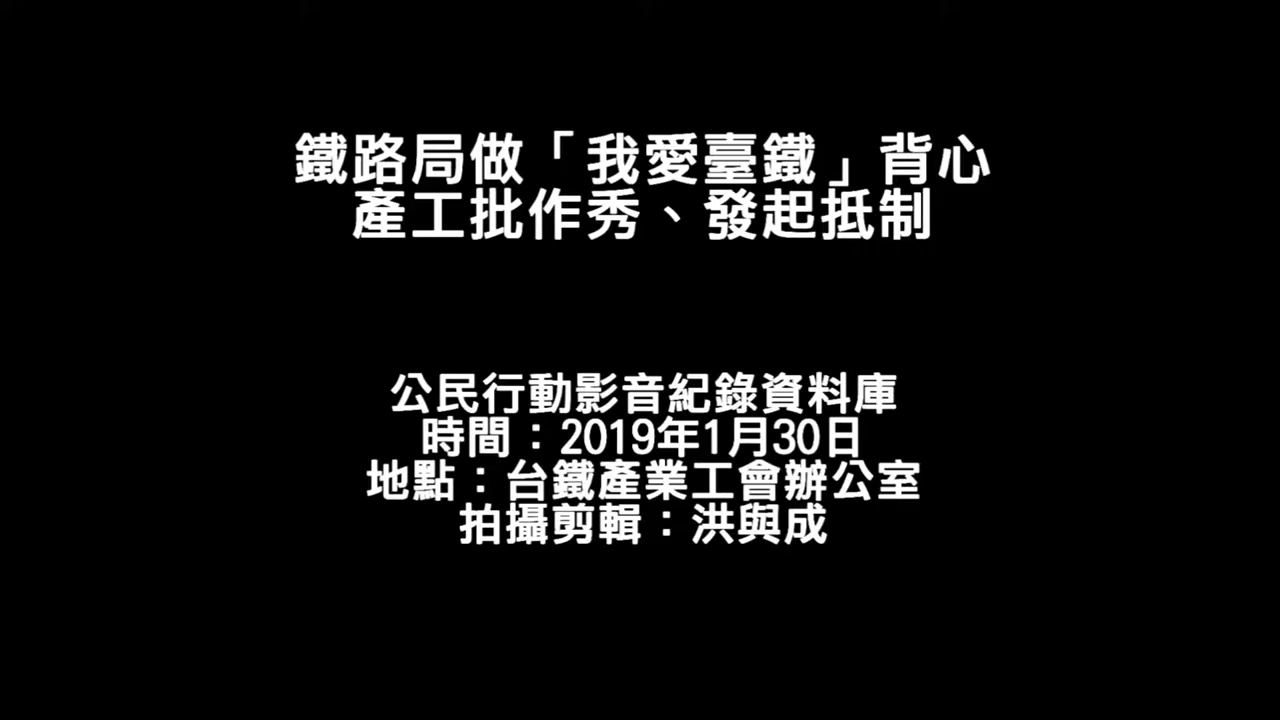 鐵路局做「我愛臺鐵」背心
產工批作秀、發起抵制
公民行動影音紀錄資料庫
時間：2019年1月30日
地點：台鐵產業工會辦公室
拍攝剪輯：洪與成